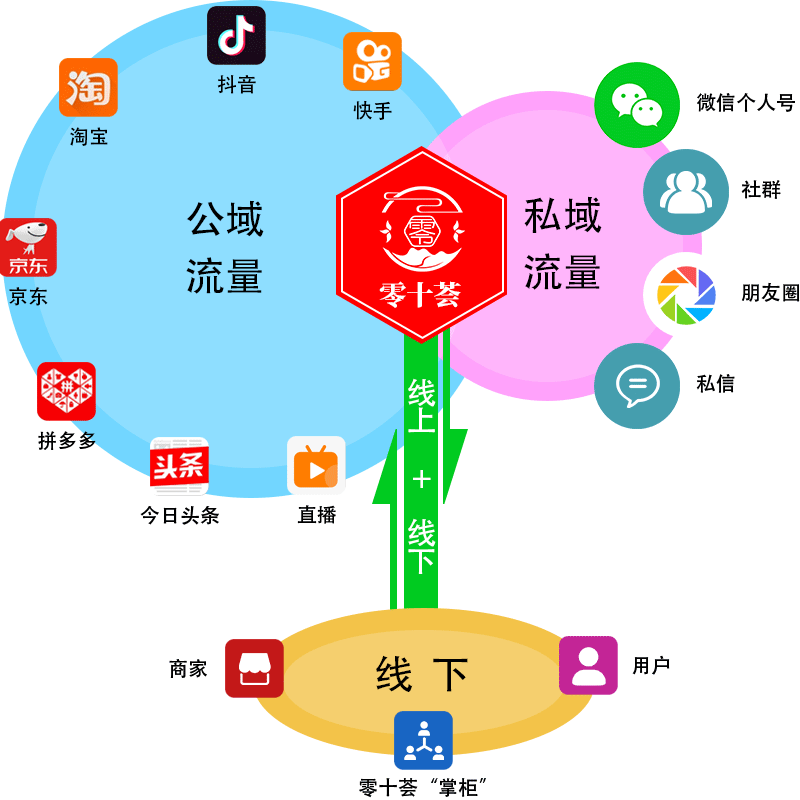 抖音
快手
淘
淘宝
微信个人号
社群
公域
流量
私域
流量
零
零十荟
京东
京东
朋友圈
私信
拼
拼多多
线上
+
线下
头条
今日头条
直播
商家
线下
用户
零十荟“掌柜”